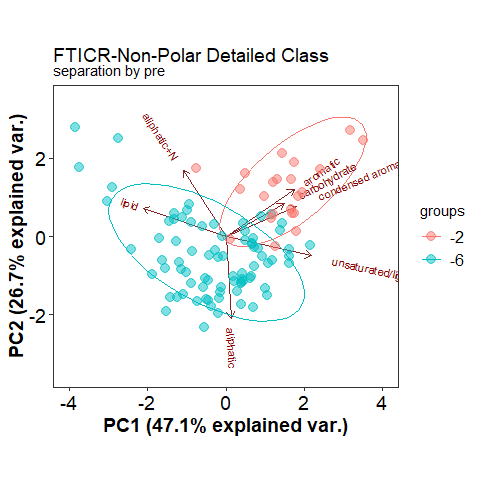 FTICR-Non-Polar Detailed Class
separation by pre
aliphatic+N
lipid
aromatic
carbohydrate
condensed aroma
unsaturated/li
aliphatic
2
0
-2
-4
-2
0
2
4
PC1 (47.1% explained var.)
PC2 (26.7% explained var.)
groups
-2
-6